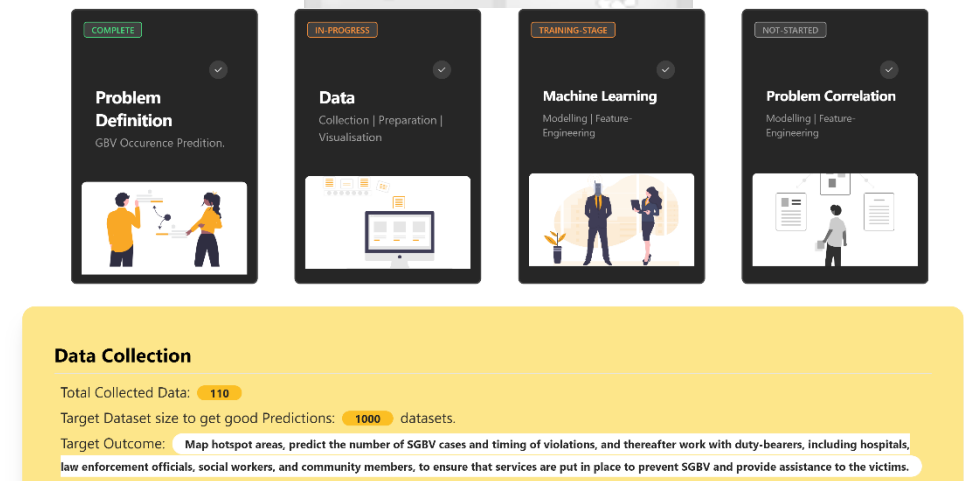 COMPLETE
Problem
Definition
GBV Occurence Predition.
IN-PROGRESS
Data
Collection | Preparation |
Visualisation
TRAINING-STAGE
Machine Learning
Modelling | Feature-
Engineering
NOT-STARTED
Problem Correlation
Modelling | Feature-
Engineering
Data Collection
Total Collected Data: 110
Target Dataset size to get good Predictions: 1000 datasets.
Target Outcome: Map hotspot areas, predict the number of SGBV cases and timing of violations, and thereafter work with duty-bearers, including hospitals,
law enforcement officials, social workers, and community members, to ensure that services are put in place to prevent SGBV and provide assistance to the victims.